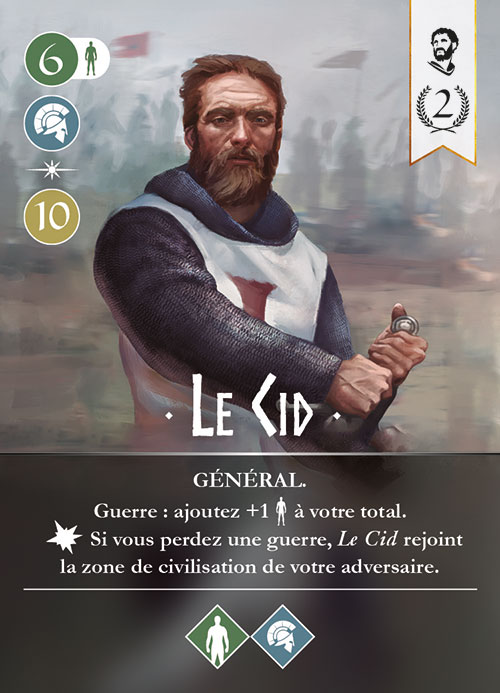 6
2
10
· Le Cid ·
GÉNÉRAL.
Guerre : ajoutez +1 à votre total.
Si vous perdez une guerre, Le Cid rejoint
la zone de civilisation de votre adversaire.